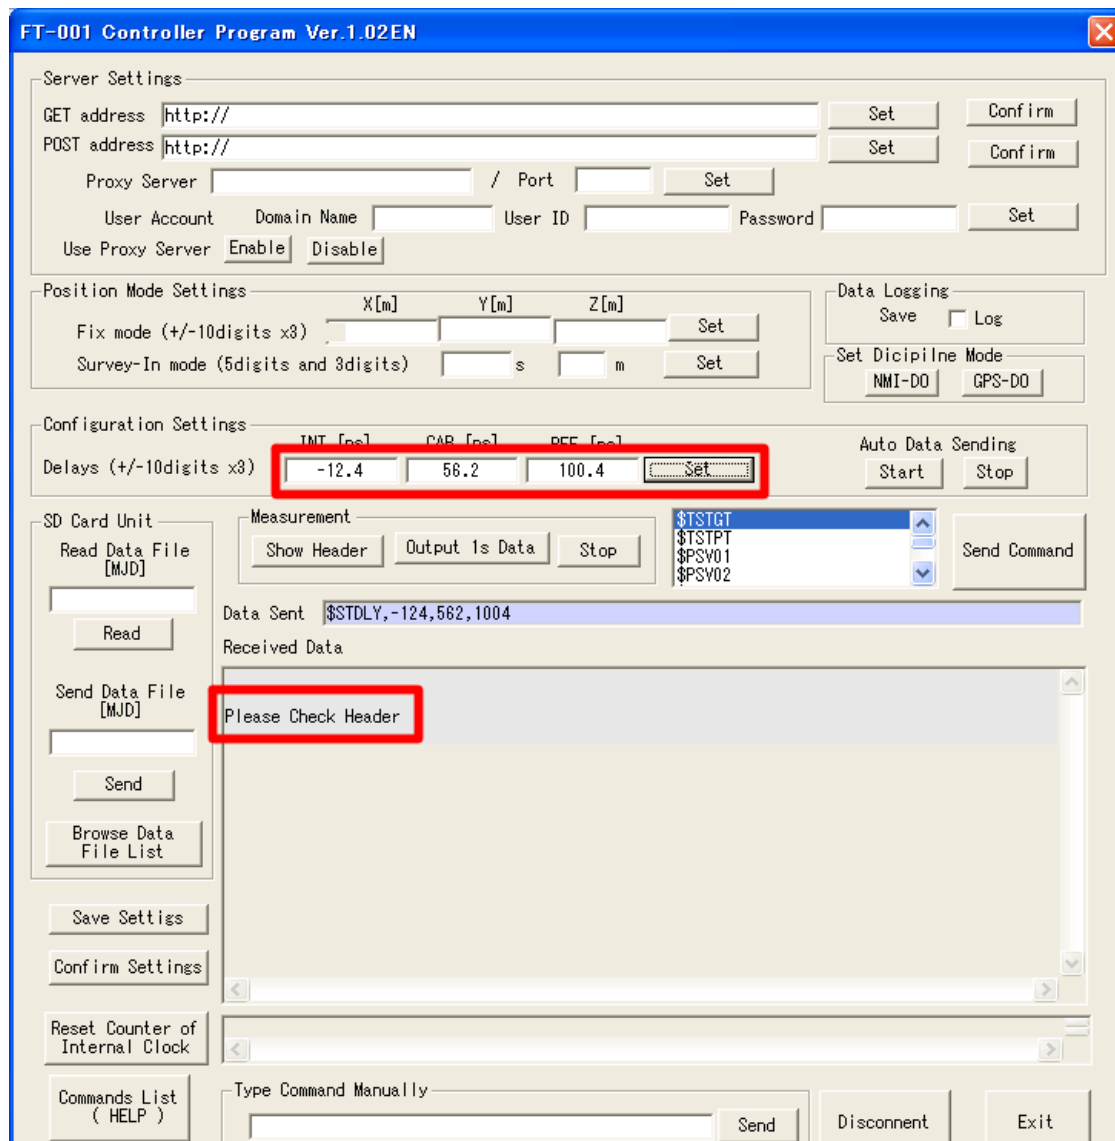 FT-001 Controller Program Ver.1.02EN
Server Settings
GET address http:// Set Confirm
POST address http:// Set Confirm
Proxy Server / Port Set
User Account Domain Name User ID Password Set
Use Proxy Server Enable Disable
Position Mode Settings
X[m] Y[m] Z[m]
Fix mode (+/-10digits x3) Set
Survey-In mode (5digits and 3digits) s m Set
Data Logging
Save Log
Set Dicipilne Mode
NMI-DO GPS-DO
Configuration Settings
INT [ns] CAB [ns] REF [ns]
Delays (+/-10digits x3) -12.4 56.2 100.4 Set
Auto Data Sending
Start Stop
SD Card Unit
Read Data File
[MJD]
Read
Send Data File
[MJD]
Send
Browse Data
File List
Measurement
Show Header Output 1s Data Stop
$TSTGT
$TSTPT
$PSV01
$PSV02
Send Command
Data Sent $STDLY,-124,562,1004
Received Data
Please Check Header
Save Settigs
Confirm Settings
Reset Counter of
Internal Clock
Commands List
( HELP )
Type Command Manually
Send
Disconnent
Exit